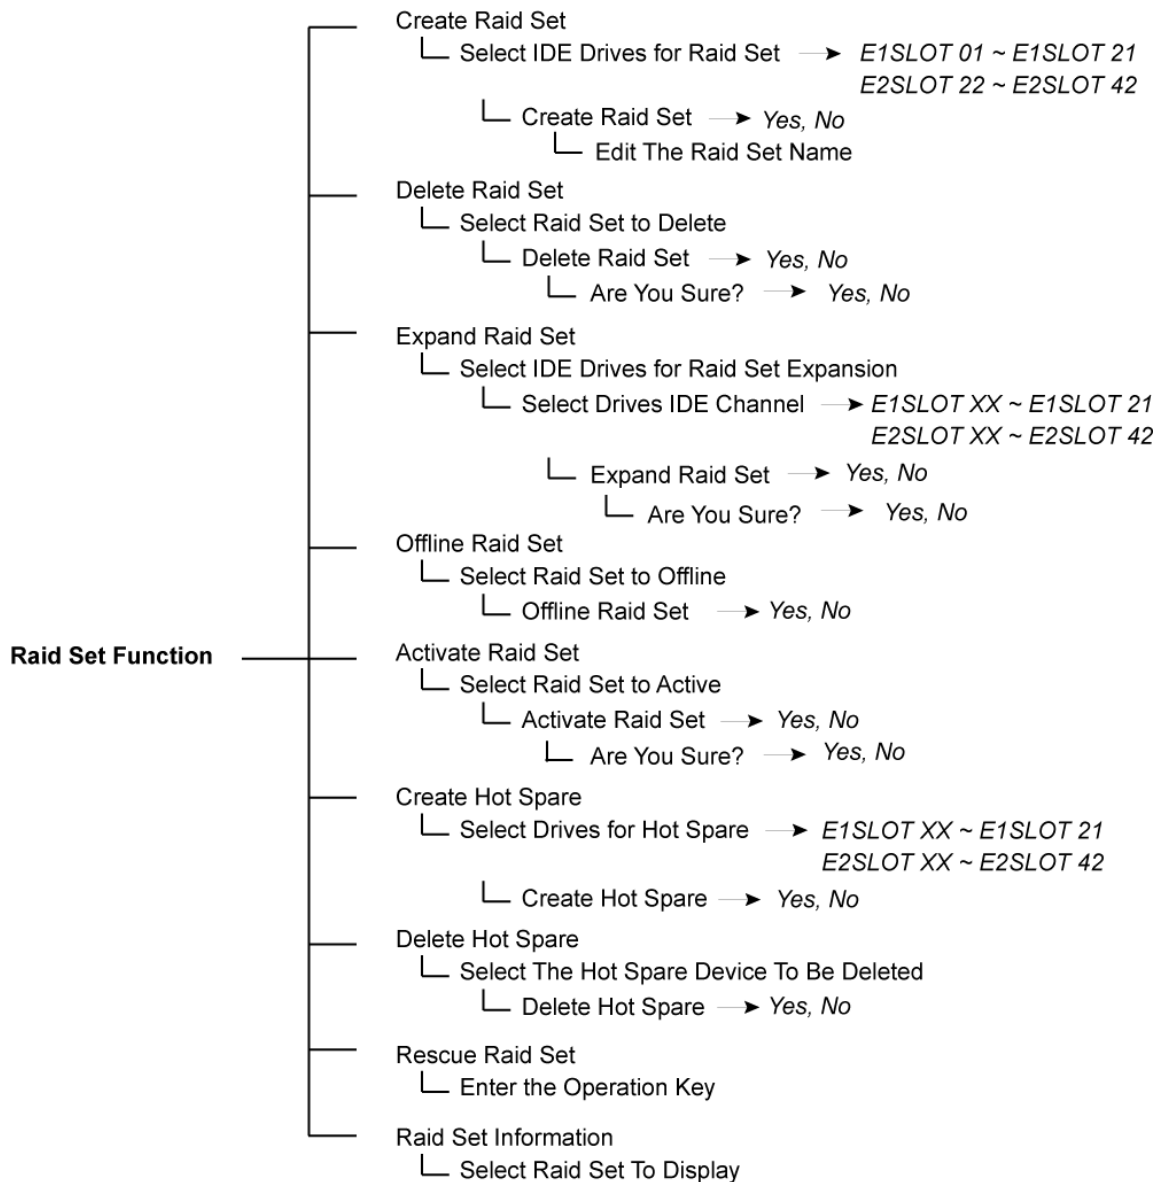 Create Raid Set
Select IDE Drives for Raid Set E1SLOT 01 ~ E1SLOT 21
E2SLOT 22 ~ E2SLOT 42
Create Raid Set Yes, No
Edit The Raid Set Name
Delete Raid Set
Select Raid Set to Delete
Delete Raid Set Yes, No
Are You Sure? Yes, No
Expand Raid Set
Select IDE Drives for Raid Set Expansion
Select Drives IDE Channel E1SLOT XX ~ E1SLOT 21
E2SLOT XX ~ E2SLOT 42
Expand Raid Set Yes, No
Are You Sure? Yes, No
Offline Raid Set
Select Raid Set to Offline
Offline Raid Set Yes, No
Raid Set Function
Activate Raid Set
Select Raid Set to Active
Activate Raid Set Yes, No
Are You Sure? Yes, No
Create Hot Spare
Select Drives for Hot Spare E1SLOT XX ~ E1SLOT 21
E2SLOT XX ~ E2SLOT 42
Create Hot Spare Yes, No
Delete Hot Spare
Select The Hot Spare Device To Be Deleted
Delete Hot Spare Yes, No
Rescue Raid Set
Enter the Operation Key
Raid Set Information
Select Raid Set To Display